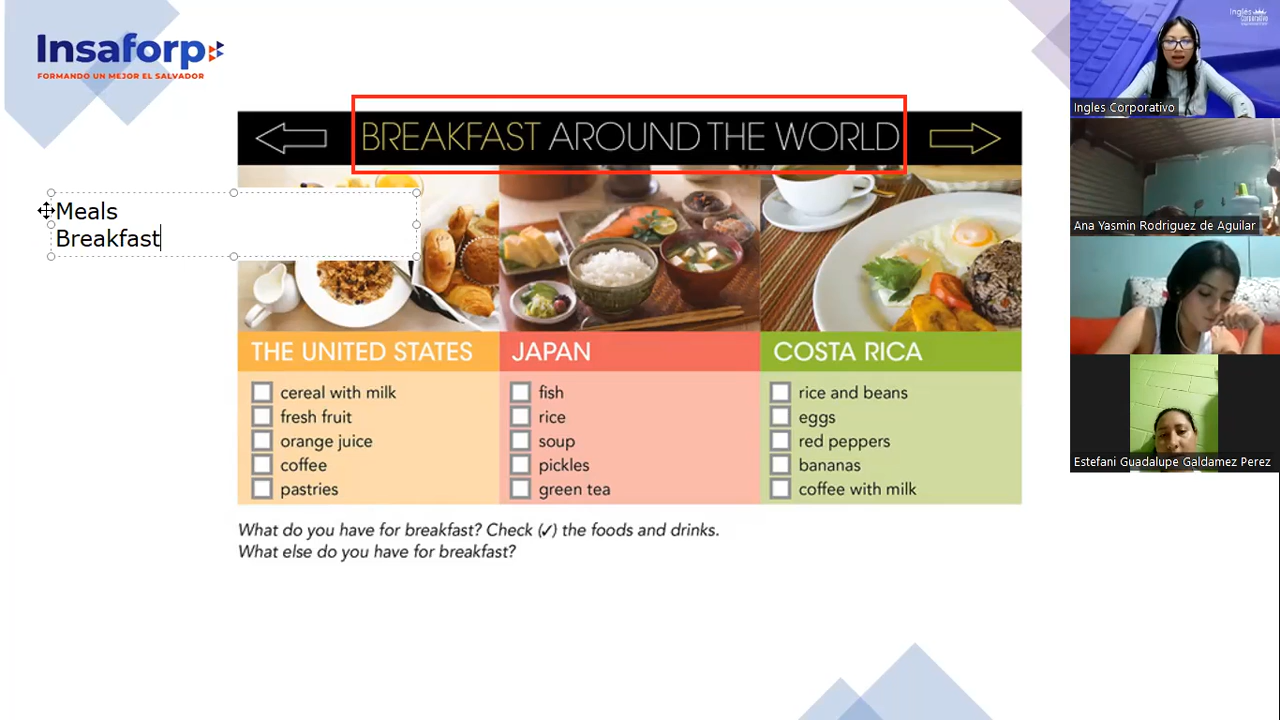 Insaforp
FORMANDO UN MEJOR EL SALVADOR
BREAKFAST AROUND THE WORLD
Meals
Breakfast
THE UNITED STATES
cereal with milk
fresh fruit
orange juice
coffee
pastries
JAPAN
fish
rice
soup
pickles
green tea
COSTA RICA
rice and beans
eggs
red peppers
bananas
coffee with milk
What do you have for breakfast? Check (✓) the foods and drinks.
What else do you have for breakfast?
Inglés
Corporativo
Ingles Corporativo
Ana Yasmin Rodriguez de Aguilar
Estefani Guadalupe Galdamez Perez